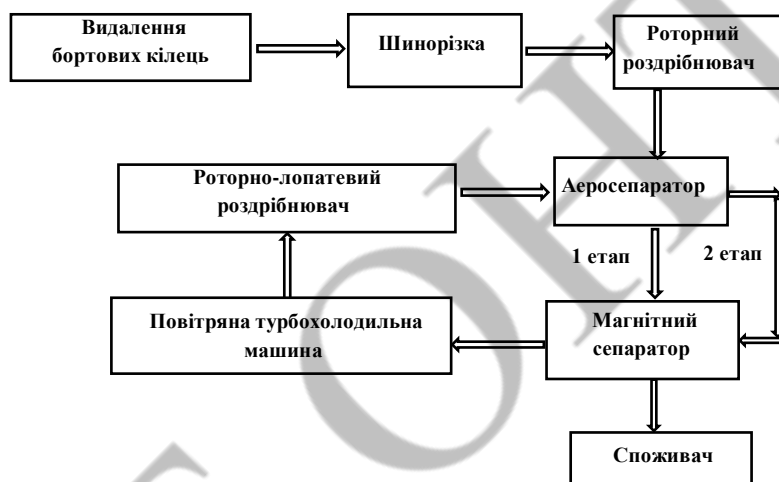 Видалення
бортових кілець
Шинорізка
Роторний
роздрібнювач
Роторно-лопатевий
роздрібнювач
Аеросепаратор
1 етап
2 етап
Повітряна турбохолодильна
машина
Магнітний
сепаратор
Споживач